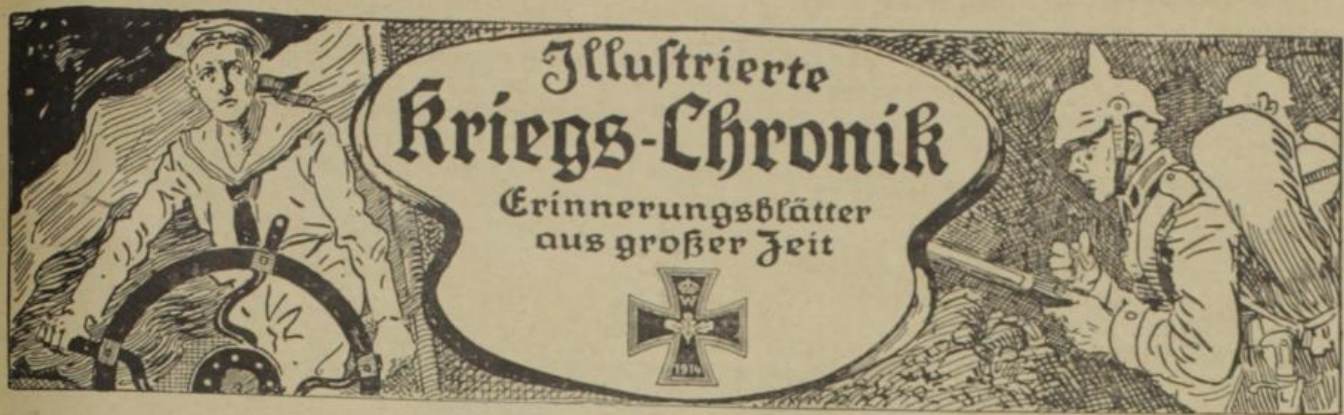 Illuſtrierte
Kriegs-Chronik
Erinnerungsblätter
aus großer Zeit
W
1914